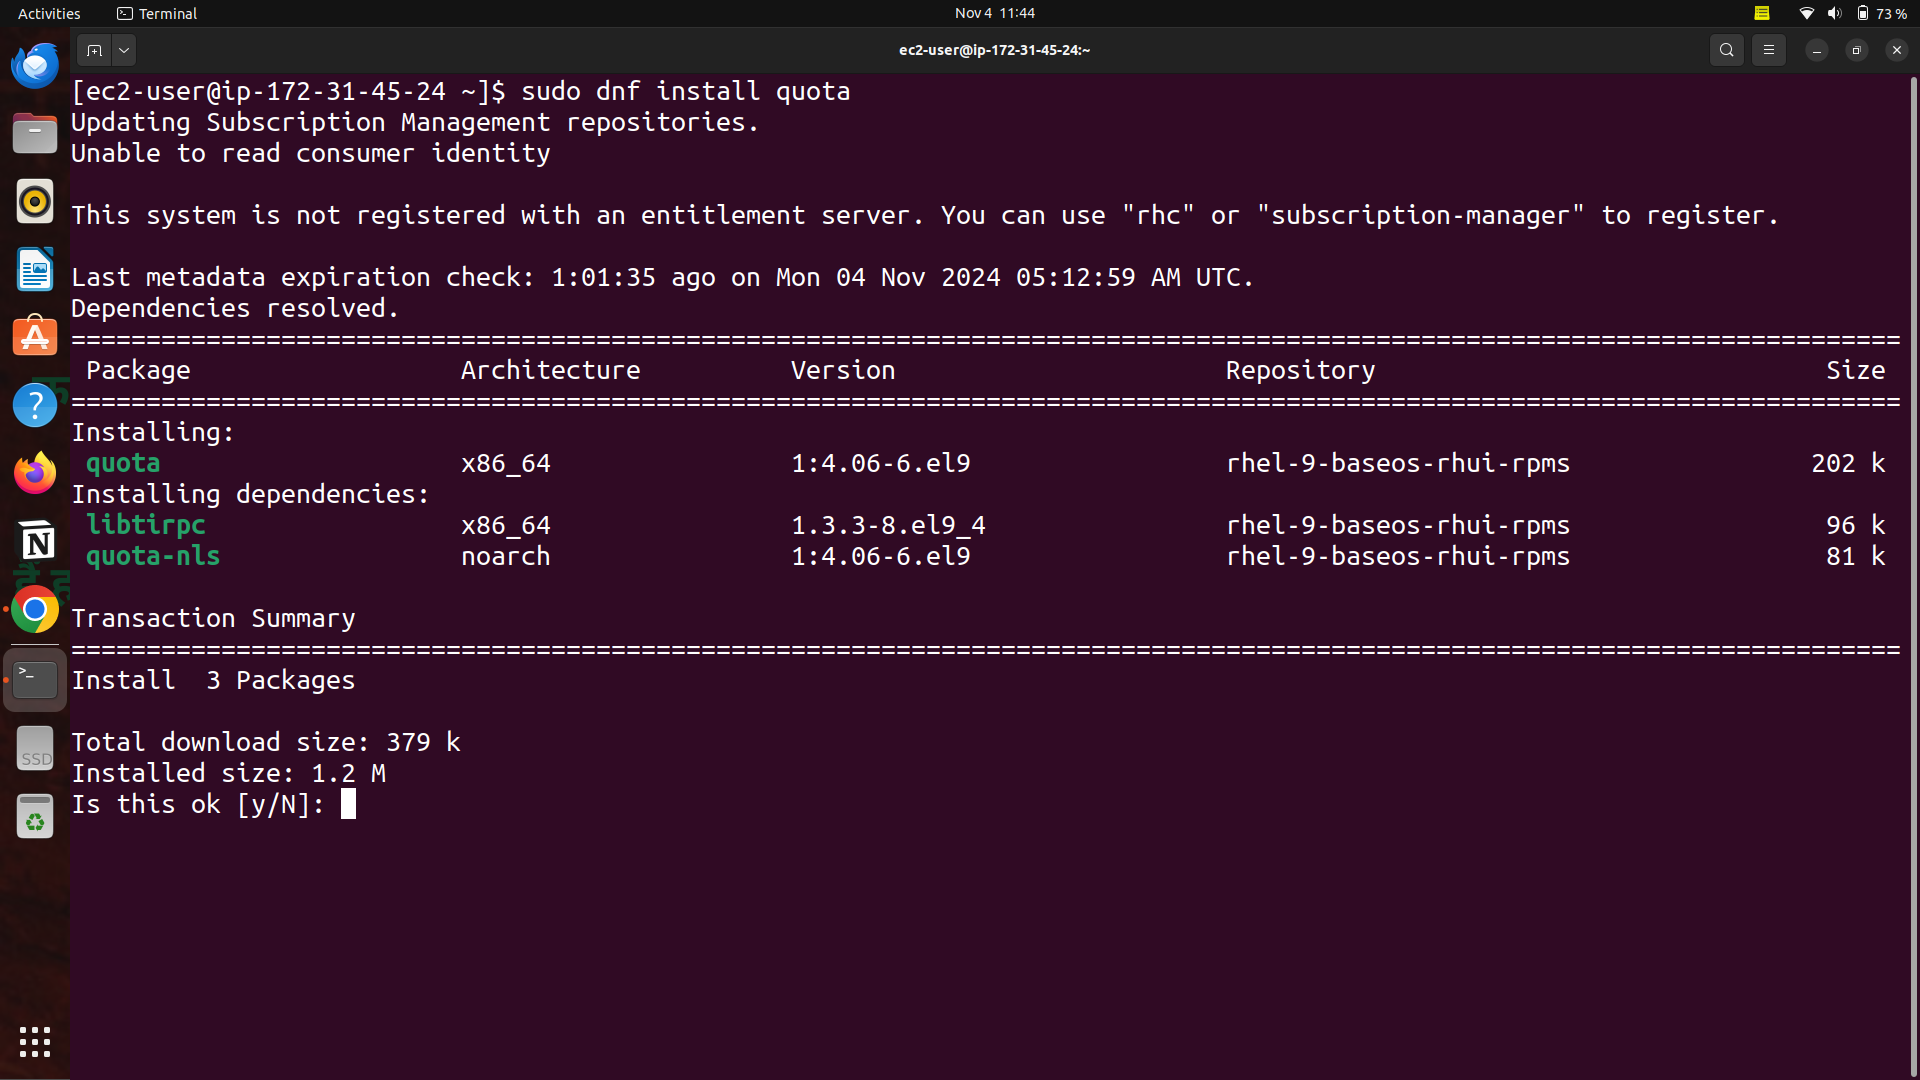 Activities Terminal Nov 4 11:44 73 %
ec2-user@ip-172-31-45-24:~
[ec2-user@ip-172-31-45-24 ~]$ sudo dnf install quota
Updating Subscription Management repositories.
Unable to read consumer identity
This system is not registered with an entitlement server. You can use "rhc" or "subscription-manager" to register.
Last metadata expiration check: 1:01:35 ago on Mon 04 Nov 2024 05:12:59 AM UTC.
Dependencies resolved.
==========================================================================================================================
Package Architecture Version Repository Size
==========================================================================================================================
Installing:
quota x86_64 1:4.06-6.el9 rhel-9-baseos-rhui-rpms 202 k
Installing dependencies:
libtirpc x86_64 1.3.3-8.el9_4 rhel-9-baseos-rhui-rpms 96 k
quota-nls noarch 1:4.06-6.el9 rhel-9-baseos-rhui-rpms 81 k
Transaction Summary
==========================================================================================================================
Install 3 Packages
Total download size: 379 k
Installed size: 1.2 M
Is this ok [y/N]:
SSD